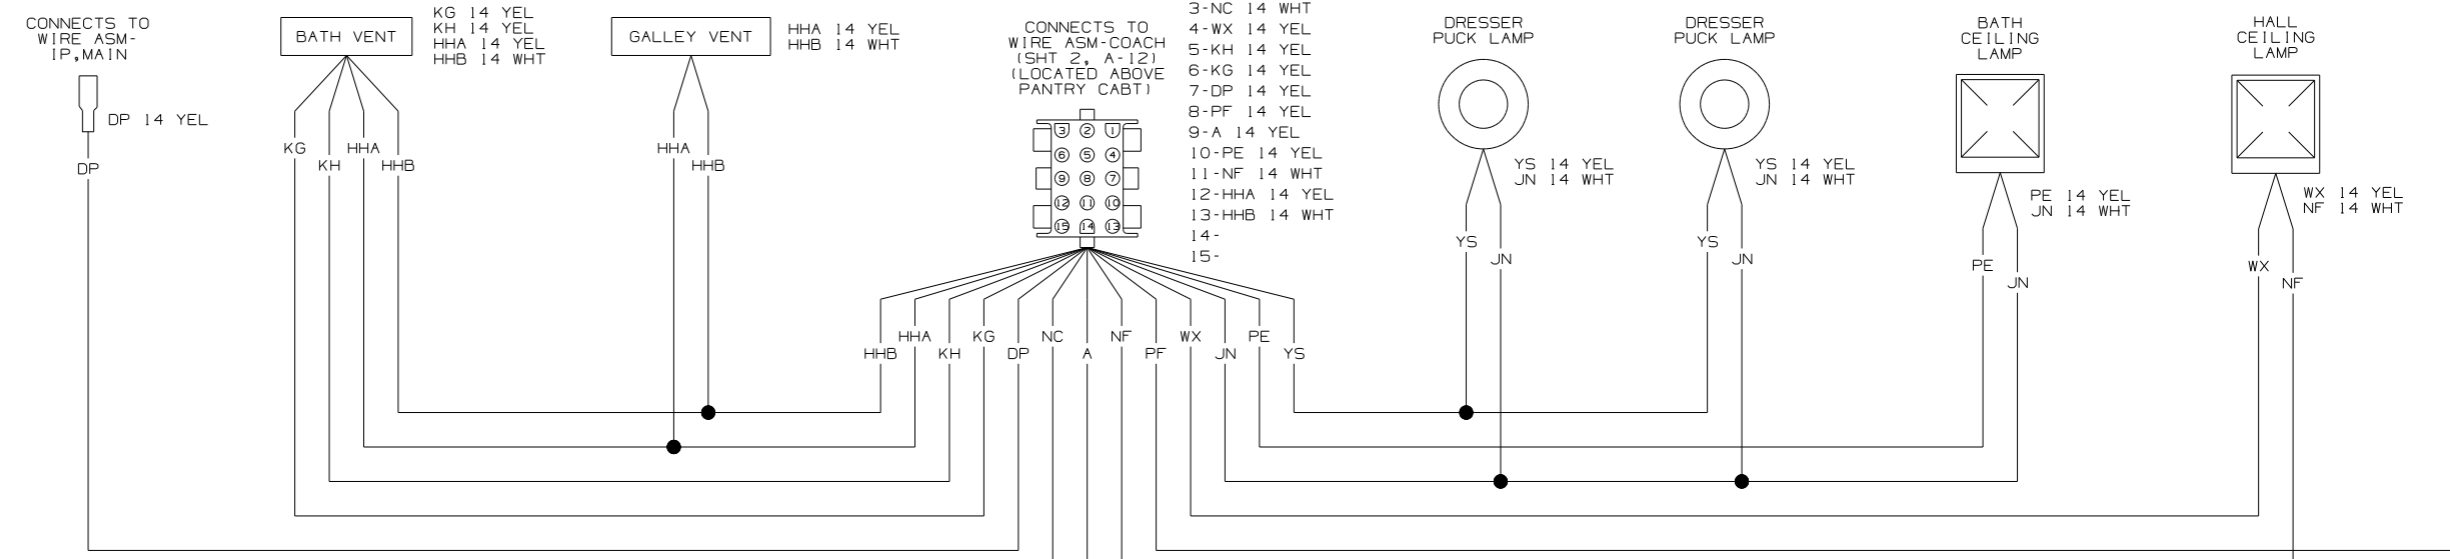 CONNECTS TO
WIRE ASM-
IP,MAIN
DP 14 YEL
DP
BATH VENT
KG 14 YEL
KH 14 YEL
HHA 14 YEL
HHB 14 WHT
KG
KH
HHA
HHB
GALLEY VENT
HHA 14 YEL
HHB 14 WHT
HHA
HHB
CONNECTS TO
WIRE ASM-COACH
(SHT 2, A-12)
(LOCATED ABOVE
PANTRY CABT)
3 2 1
6 5 4
9 8 7
12 11 10
15 14 13
3-NC 14 WHT
4-WX 14 YEL
5-KH 14 YEL
6-KG 14 YEL
7-DP 14 YEL
8-PF 14 YEL
9-A 14 YEL
10-PE 14 YEL
11-NF 14 WHT
12-HHA 14 YEL
13-HHB 14 WHT
14-
15-
HHB
HHA
KH
KG
DP
NC
A
NF
PF
WX
JN
PE
YS
DRESSER
PUCK LAMP
YS 14 YEL
JN 14 WHT
YS
JN
DRESSER
PUCK LAMP
YS 14 YEL
JN 14 WHT
YS
JN
BATH
CEILING
LAMP
PE 14 YEL
JN 14 WHT
PE
JN
HALL
CEILING
LAMP
WX 14 YEL
NF 14 WHT
WX
NF